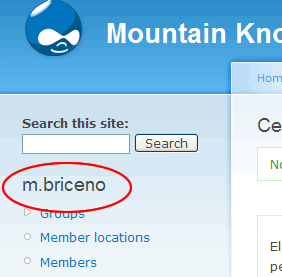 Mountain Kno
Hom
Search this site:
Search
Ce
m.briceno
No
Groups
Member locations
El
Members
pe